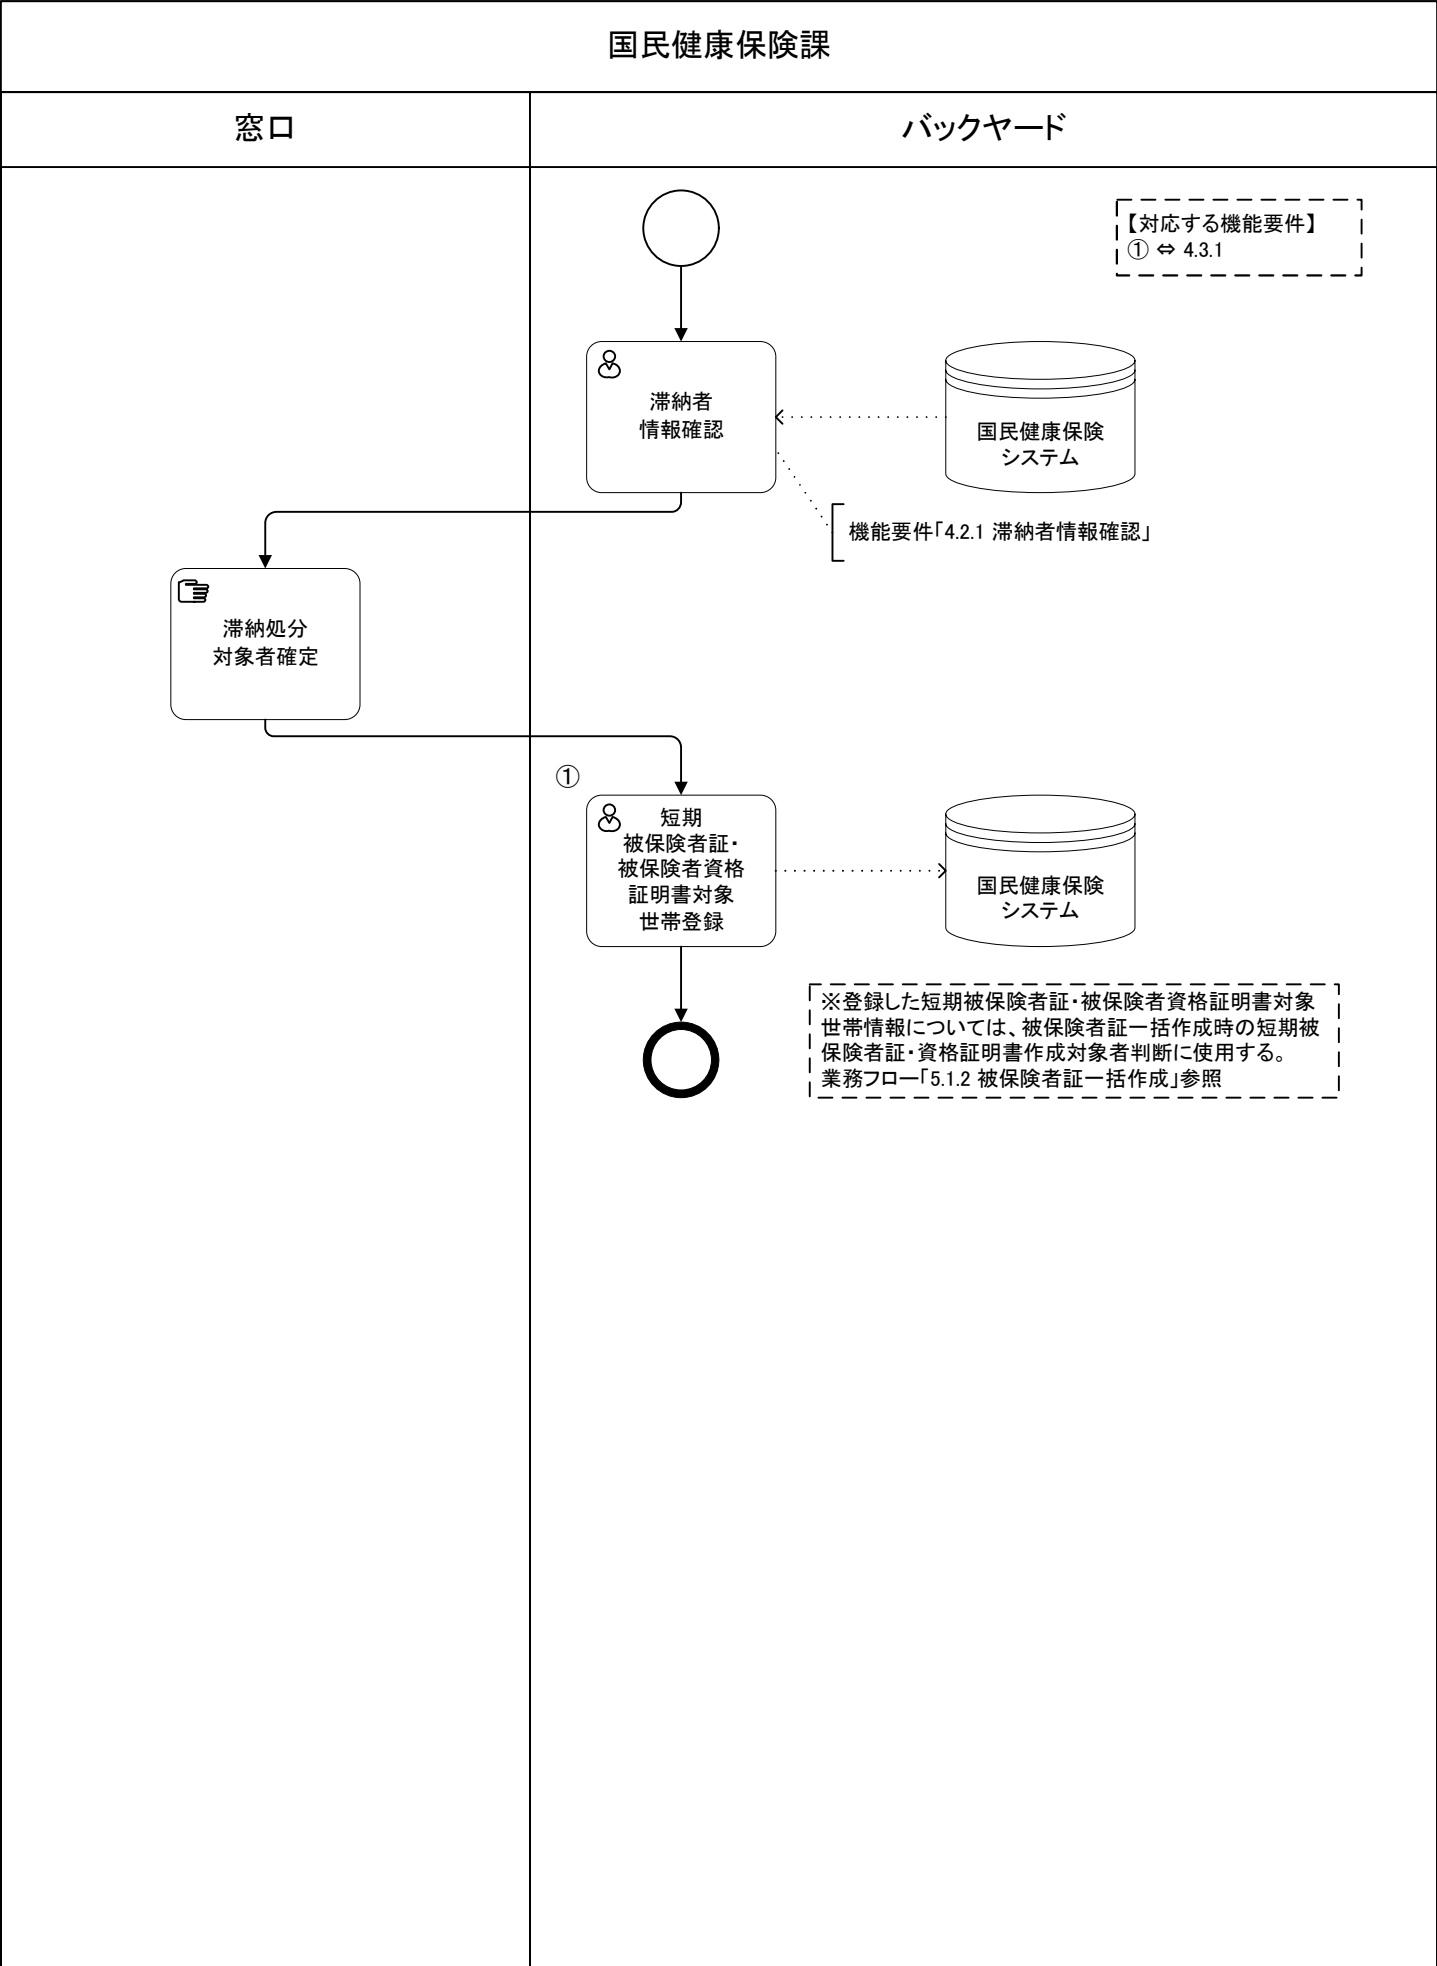 国民健康保険課
窓口
バックヤード
【対応する機能要件】
① ⇔ 4.3.1
滞納者
情報確認
国民健康保険
システム
機能要件「4.2.1 滞納者情報確認」
滞納処分
対象者確定
①
短期
被保険者証・
被保険者資格
証明書対象
世帯登録
国民健康保険
システム
※登録した短期被保険者証・被保険者資格証明書対象
世帯情報については、被保険者証一括作成時の短期被
保険者証・資格証明書作成対象者判断に使用する。
業務フロー「5.1.2 被保険者証一括作成」参照